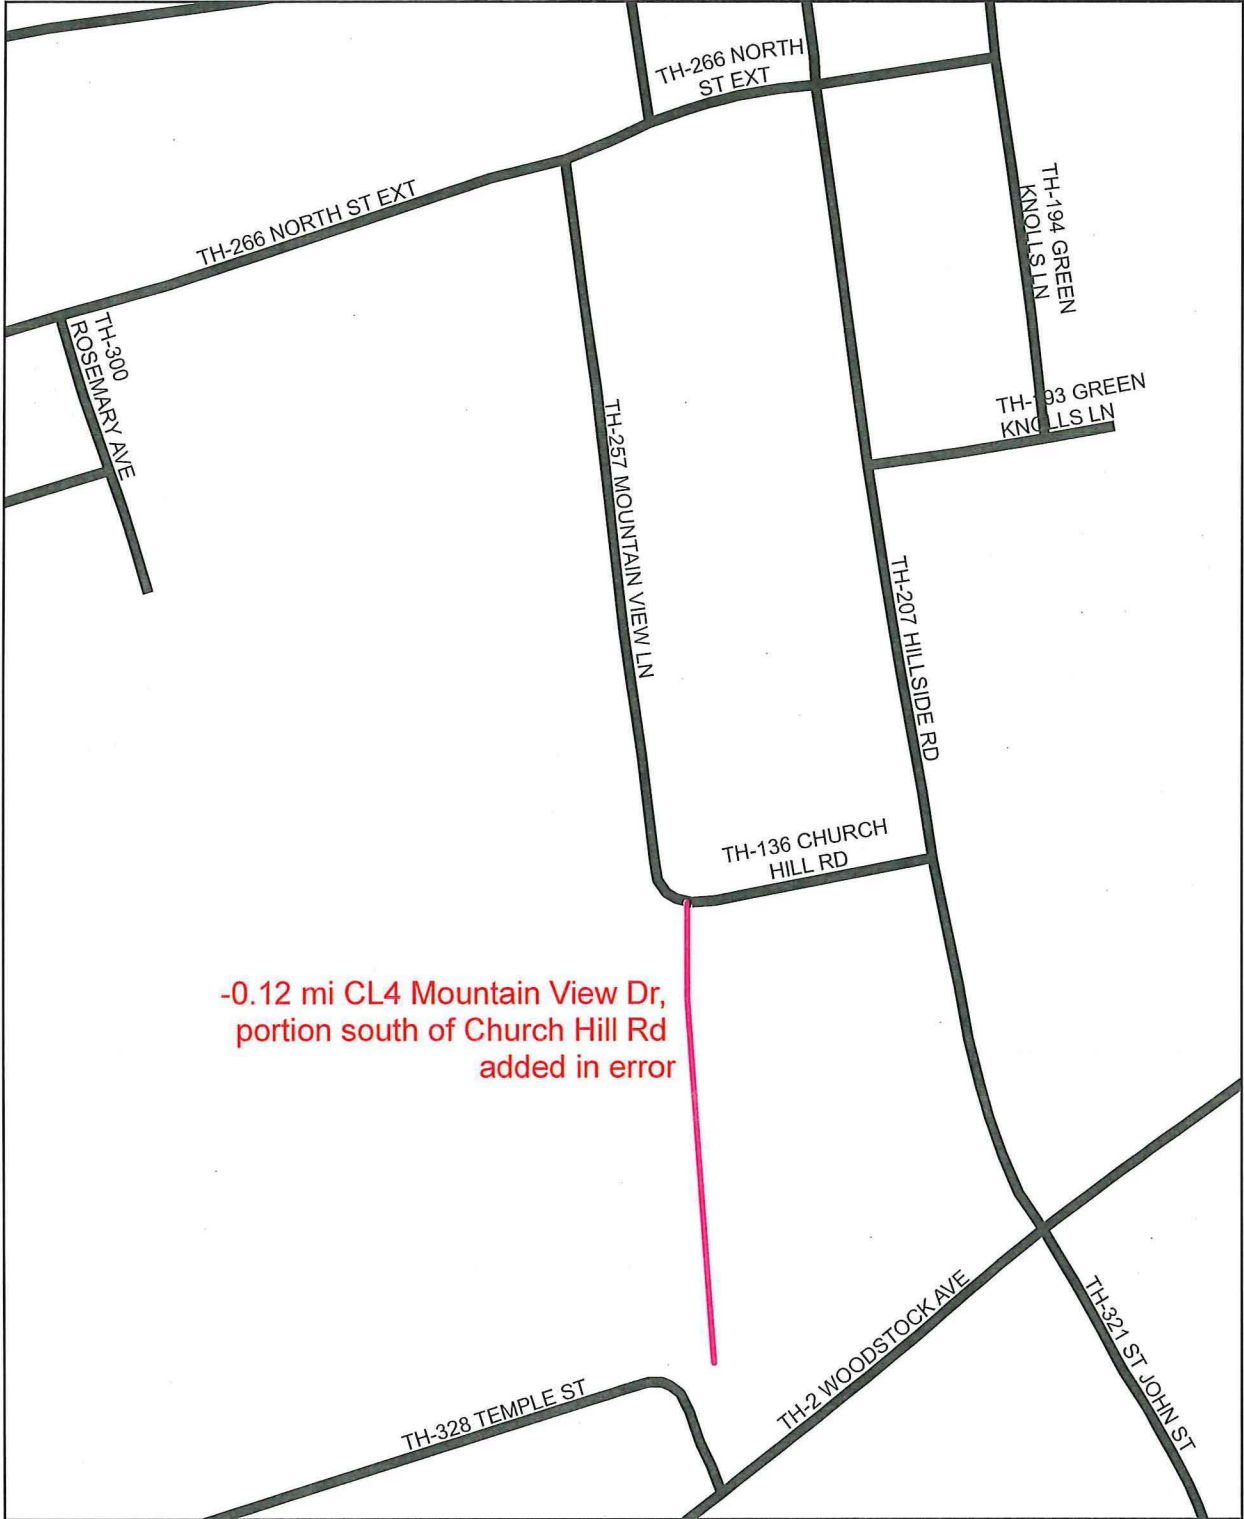 TH-266 NORTH
ST EXT
TH-266 NORTH ST EXT
TH-194 GREEN
KNOLLS LN
TH-300
ROSEMARY AVE
TH-193 GREEN
KNOLLS LN
TH-257 MOUNTAIN VIEW LN
TH-207 HILLSIDE RD
TH-136 CHURCH
HILL RD
-0.12 mi CL4 Mountain View Dr,
portion south of Church Hill Rd
added in error
TH-2 WOODSTOCK AVE
TH-321 ST JOHN ST
TH-328 TEMPLE ST